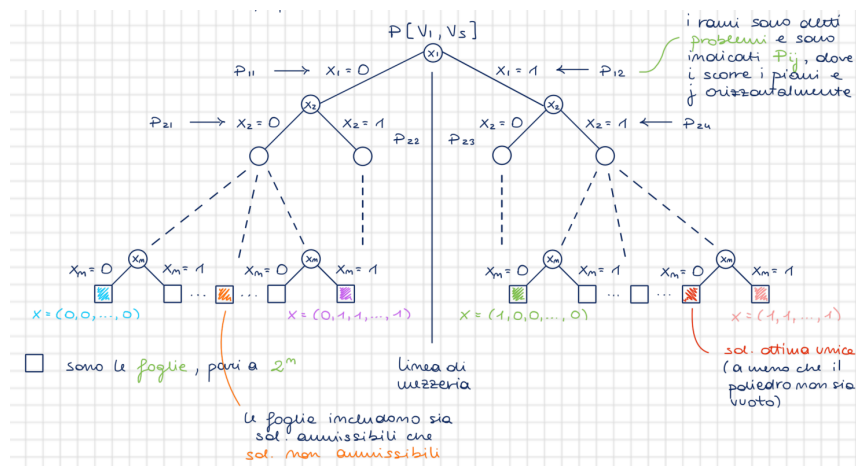 P[Vi, Vs]
x1
P11 → x1 = 0
x1 = 1 ← P12
i rami sono detti
problemi e sono
indicati Pij, dove
i scorre i piani e
j orizzontalmente
x2
x2
P21 → x2 = 0
x2 = 1
P22
P23
x2 = 0
x2 = 1 ← P24
xm
xm
xm
xm
xm = 0
xm = 1
xm = 0
xm = 1
xm = 0
xm = 1
xm = 0
xm = 1
...
...
...
...
x = (0,0,...,0)
x = (0,1,1,...,1)
x = (1,0,0,...,0)
x = (1,1,...,1)
sono le foglie, pari a 2^m
linea di
mezzeria
sol. ottima unica
(a meno che il
poliedro non sia
vuoto)
le foglie includono sia
sol. ammissibili che
sol. non ammissibili